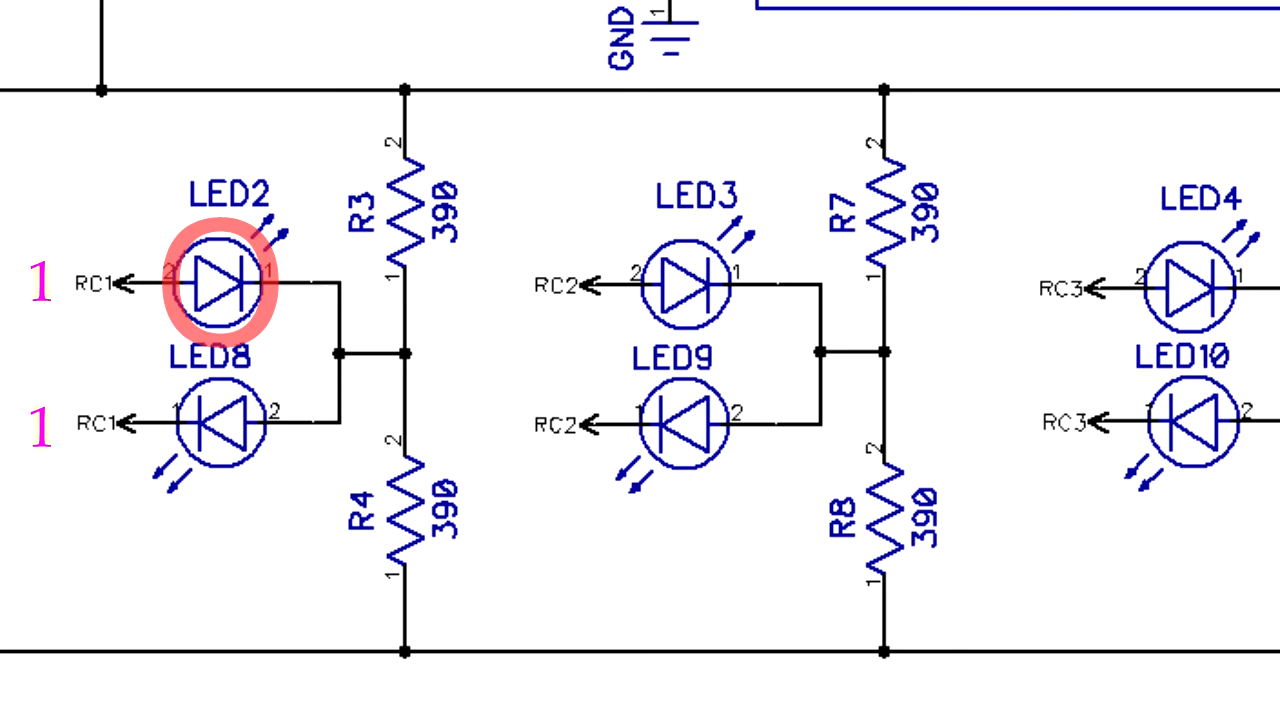 GND 1
2 2
LED2 R3 390 LED3 R7 390 LED4
1 RC1 2 1 1 RC2 2 1 1 RC3 2 1
LED8 LED9 LED10
1 RC1 1 2 2 RC2 1 2 2 RC3 1 2
R4 390 R8 390
1 1